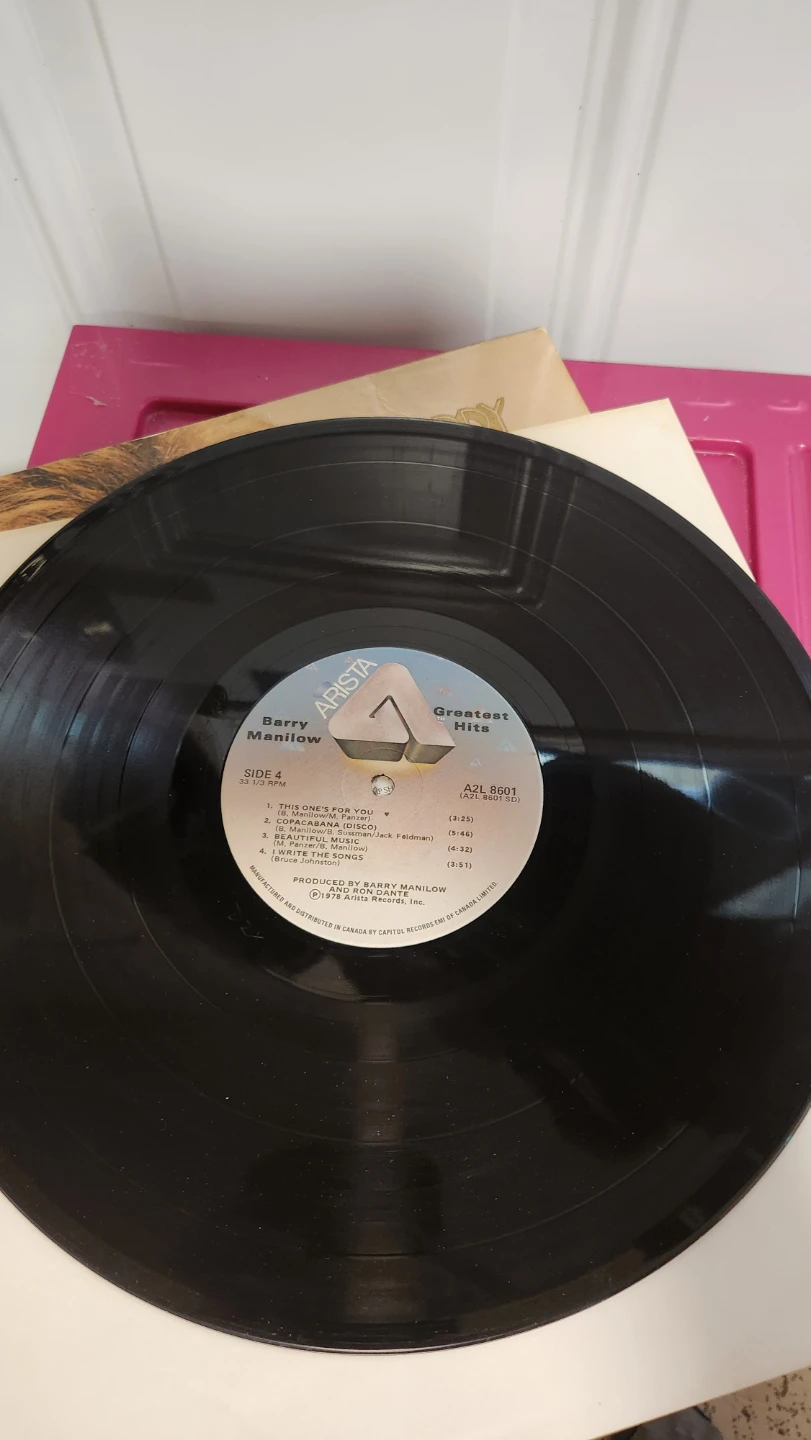 ARISTA
Barry
Manilow
Greatest
Hits
SIDE 4
33 1/3 RPM
A2L 8601
(A2L 8601 SD)
1. THIS ONE'S FOR YOU (3:25)
(B. Manilow/M. Panzer)
2. COPACABANA (DISCO) (5:46)
(B. Manilow/B. Sussman/Jack Feldman)
3. BEAUTIFUL MUSIC (4:32)
(M. Panzer/B. Manilow)
4. I WRITE THE SONGS (3:51)
(Bruce Johnston)
PRODUCED BY BARRY MANILOW
AND RON DANTE
Ⓟ1978 Arista Records, Inc.
MANUFACTURED AND DISTRIBUTED IN CANADA BY CAPITOL RECORDS-EMI OF CANADA LIMITED.